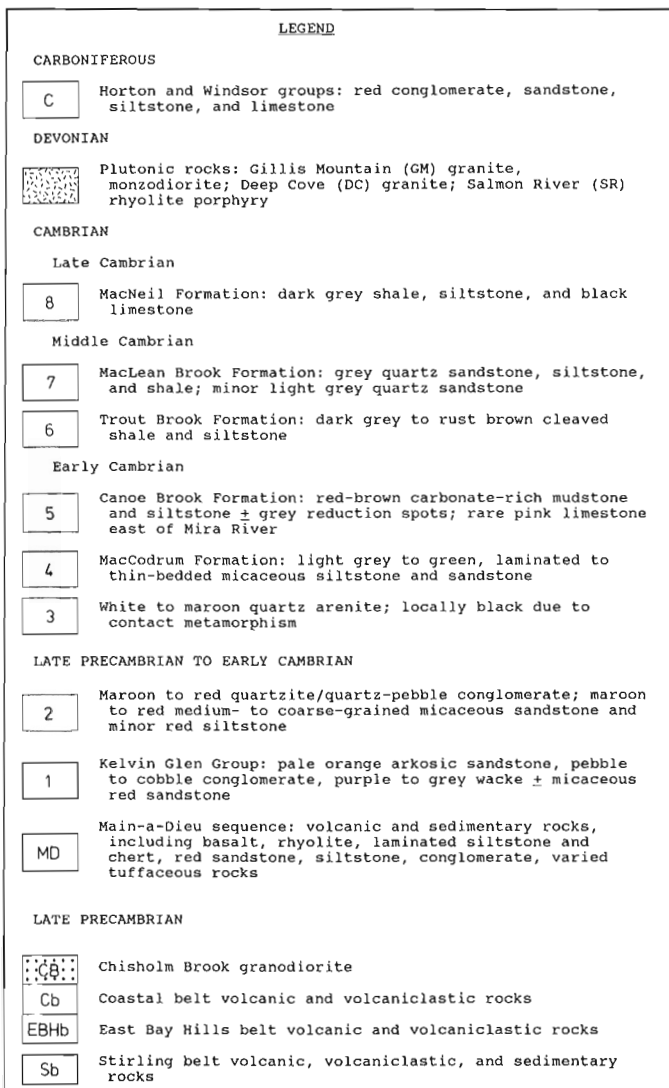 LEGEND
CARBONIFEROUS
C
Horton and Windsor groups: red conglomerate, sandstone,
siltstone, and limestone
DEVONIAN
Plutonic rocks: Gillis Mountain (GM) granite,
monzodiorite; Deep Cove (DC) granite; Salmon River (SR)
rhyolite porphyry
CAMBRIAN
Late Cambrian
8
MacNeil Formation: dark grey shale, siltstone, and black
limestone
Middle Cambrian
7
MacLean Brook Formation: grey quartz sandstone, siltstone,
and shale; minor light grey quartz sandstone
6
Trout Brook Formation: dark grey to rust brown cleaved
shale and siltstone
Early Cambrian
5
Canoe Brook Formation: red-brown carbonate-rich mudstone
and siltstone ± grey reduction spots; rare pink limestone
east of Mira River
4
MacCodrum Formation: light grey to green, laminated to
thin-bedded micaceous siltstone and sandstone
3
White to maroon quartz arenite; locally black due to
contact metamorphism
LATE PRECAMBRIAN TO EARLY CAMBRIAN
2
Maroon to red quartzite/quartz-pebble conglomerate; maroon
to red medium- to coarse-grained micaceous sandstone and
minor red siltstone
1
Kelvin Glen Group: pale orange arkosic sandstone, pebble
to cobble conglomerate, purple to grey wacke ± micaceous
red sandstone
MD
Main-a-Dieu sequence: volcanic and sedimentary rocks,
including basalt, rhyolite, laminated siltstone and
chert, red sandstone, siltstone, conglomerate, varied
tuffaceous rocks
LATE PRECAMBRIAN
CB
Chisholm Brook granodiorite
Cb
Coastal belt volcanic and volcaniclastic rocks
EBHb
East Bay Hills belt volcanic and volcaniclastic rocks
Sb
Stirling belt volcanic, volcaniclastic, and sedimentary
rocks